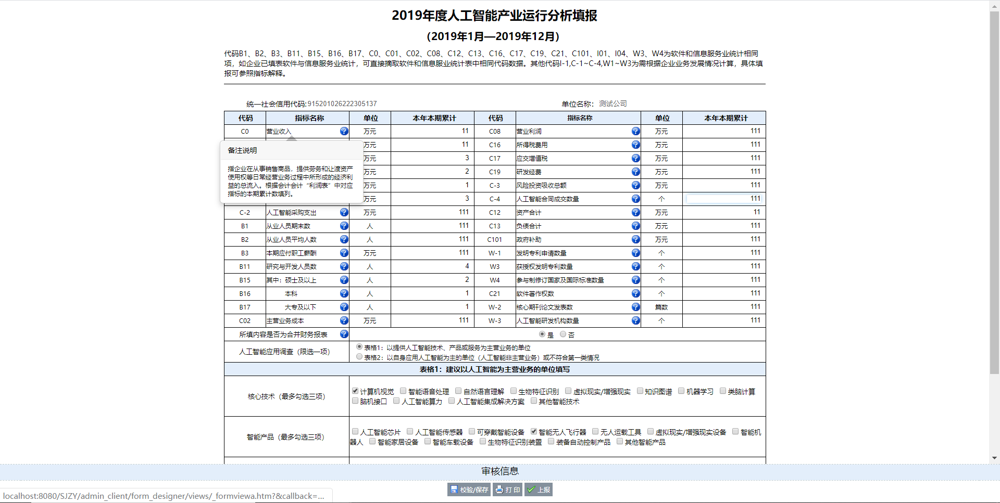 2019年度人工智能产业运行分析填报
(2019年1月—2019年12月)
代码B1、B2、B3、B11、B15、B16、B17、C0、C01、C02、C08、C12、C13、C16、C17、C19、C21、C101、I01、I04、W3、W4为软件和信息服务业统计相同
项，如企业已填表软件与信息服务业统计，可直接摘取软件和信息服业统计表中相同代码数据。其他代码I-1,C-1~C-4,W1~W3为需根据企业业务发展情况计算，具体填
报可参照指标解释。
统一社会信用代码:915201026222305137 单位名称： 测试公司
代码 指标名称 单位 本年本期累计 代码 指标名称 单位 本年本期累计
C0 营业收入 万元 11 C08 营业利润 万元 111
万元 11 C16 所得税费用 万元 111
万元 3 C17 应交增值税 万元 111
万元 2 C19 研发经费 万元 111
万元 1 C-3 风险投资吸收总额 万元 111
万元 3 C-4 人工智能合同成交数量 个 111
备注说明
指企业在从事销售商品，提供劳务和让渡资产
使用权等日常经营业务过程中所形成的经济利
益的总流入。根据会计会计“利润表”中对应
指标的本期累计数填列。
C-2 人工智能采购支出 万元 111 C12 资产合计 万元 11
B1 从业人员期末数 人 111 C13 负债合计 万元 111
B2 从业人员平均人数 人 111 C101 政府补助 万元 111
B3 本期应付职工薪酬 万元 111 W-1 发明专利申请数量 个 111
B11 研究与开发人员数 人 4 W3 获授权发明专利数量 个 111
B15 其中：硕士及以上 人 2 W4 参与制修订国家及国际标准数量 个 111
B16 本科 人 1 C21 软件著作权数 个 111
B17 大专及以下 人 1 W-2 核心期刊论文发表数 篇数 111
C02 主营业务成本 万元 111 W-3 人工智能研发机构数量 个 111
所填内容是否为合并财务报表 是 否
人工智能应用调查（限选一项）
表格1：以提供人工智能技术、产品或服务为主营业务的单位
表格2：以自身应用人工智能为主的单位（人工智能非主营业务）或不符合第一类情况
表格1：建议以人工智能为主营业务的单位填写
核心技术（最多勾选三项）
计算机视觉 智能语音处理 自然语言理解 生物特征识别 虚拟现实/增强现实 知识图谱 机器学习 类脑计算
脑机接口 人工智能算力 人工智能集成解决方案 其他智能技术
智能产品（最多勾选三项）
人工智能芯片 人工智能传感器 可穿戴智能设备 智能无人飞行器 无人运载工具 虚拟现实/增强现实设备 智能机
器人 智能家居设备 智能车载设备 生物特征识别装置 装备自动控制产品 其他智能产品
审核信息
校验/保存 打 印 上报
localhost:8080/SJZY/admin_client/form_designer/views/_formviewa.htm?&callback=...